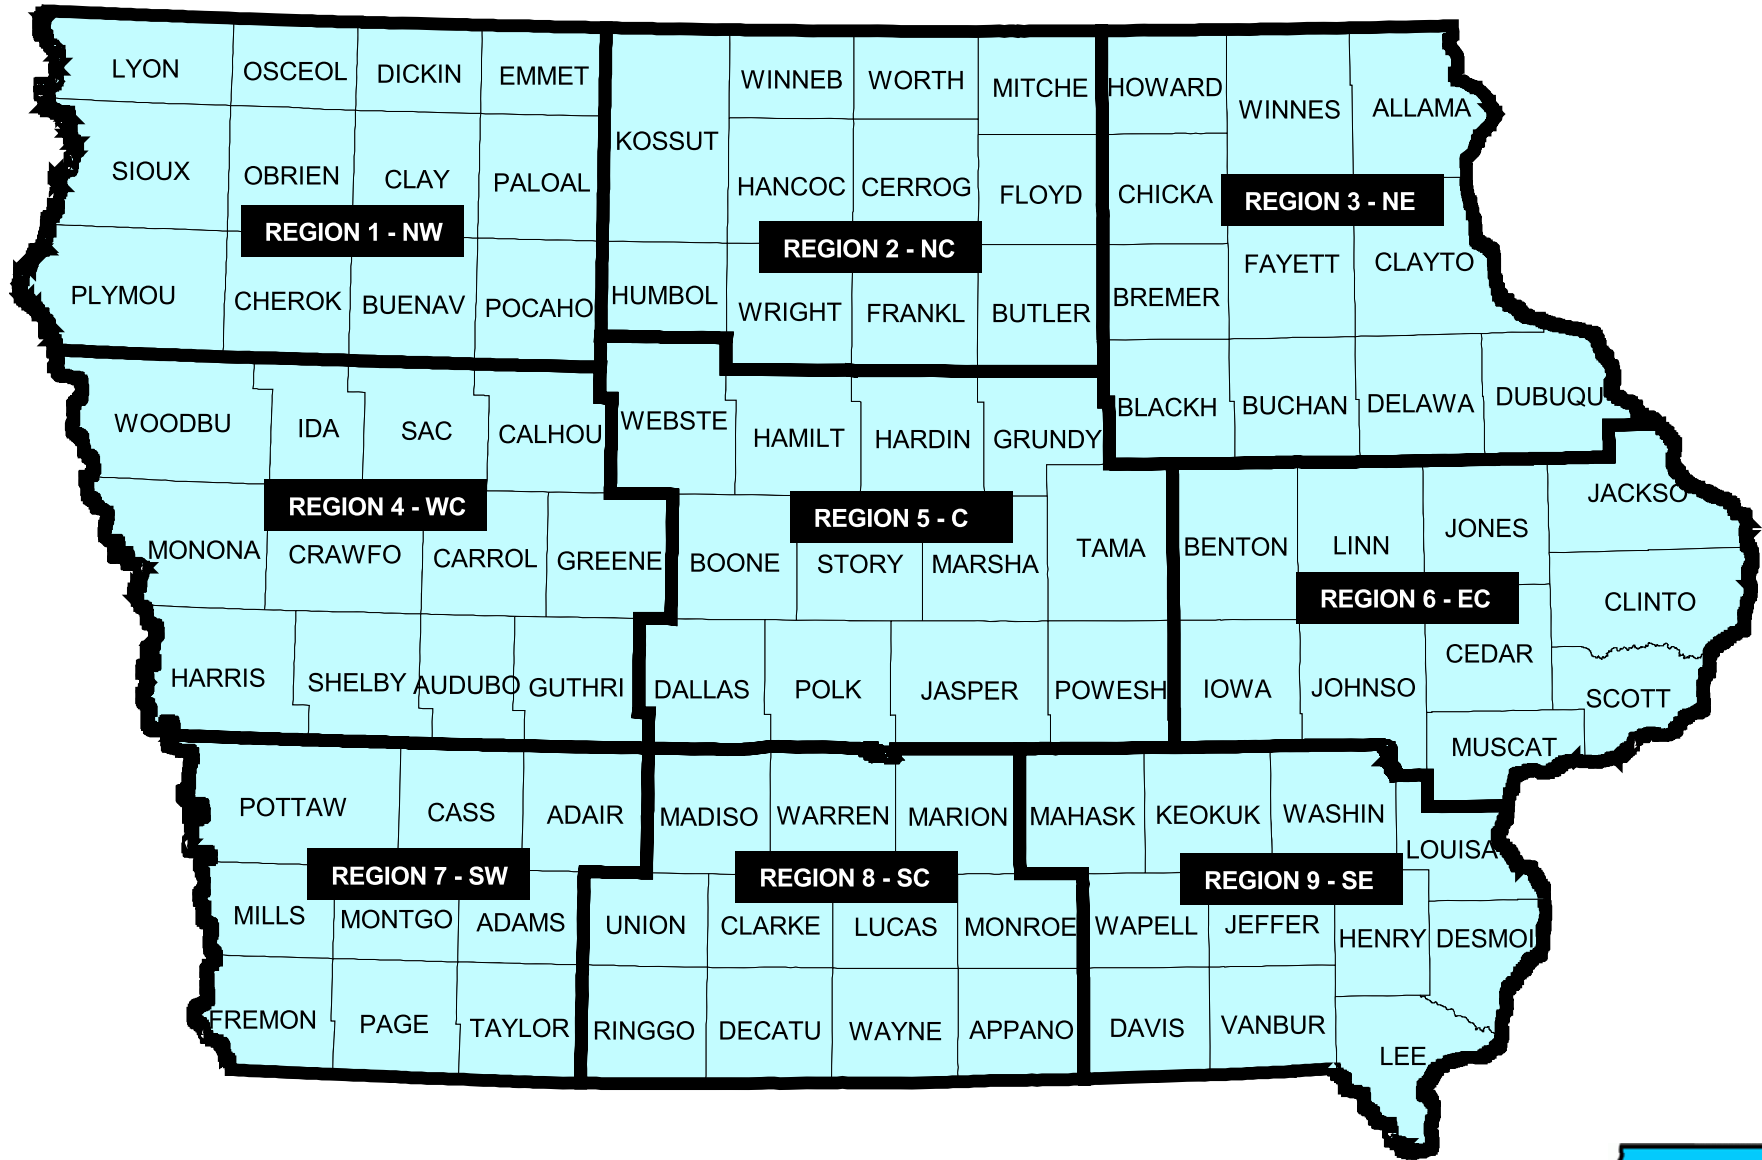 LYON
OSCEOL
DICKIN
EMMET
KOSSUT
WINNEB
WORTH
MITCHE
HOWARD
WINNES
ALLAMA
SIOUX
OBRIEN
CLAY
PALOAL
HANCOC
CERROG
FLOYD
CHICKA
REGION 1 - NW
REGION 2 - NC
REGION 3 - NE
PLYMOU
CHEROK
BUENAV
POCAHO
HUMBOL
WRIGHT
FRANKL
BUTLER
BREMER
FAYETT
CLAYTO
WOODBU
IDA
SAC
CALHOU
WEBSTE
HAMILT
HARDIN
GRUNDY
BLACKH
BUCHAN
DELAWA
DUBUQU
REGION 4 - WC
REGION 5 - C
JACKSO
MONONA
CRAWFO
CARROL
GREENE
BOONE
STORY
MARSHA
TAMA
BENTON
LINN
JONES
REGION 6 - EC
CLINTO
HARRIS
SHELBY
AUDUBO
GUTHRI
DALLAS
POLK
JASPER
POWESH
IOWA
JOHNSO
CEDAR
SCOTT
MUSCAT
POTTAW
CASS
ADAIR
MADISO
WARREN
MARION
MAHASK
KEOKUK
WASHIN
LOUISA
REGION 7 - SW
REGION 8 - SC
REGION 9 - SE
MILLS
MONTGO
ADAMS
UNION
CLARKE
LUCAS
MONROE
WAPELL
JEFFER
HENRY
DESMOI
FREMON
PAGE
TAYLOR
RINGGO
DECATU
WAYNE
APPANO
DAVIS
VANBUR
LEE